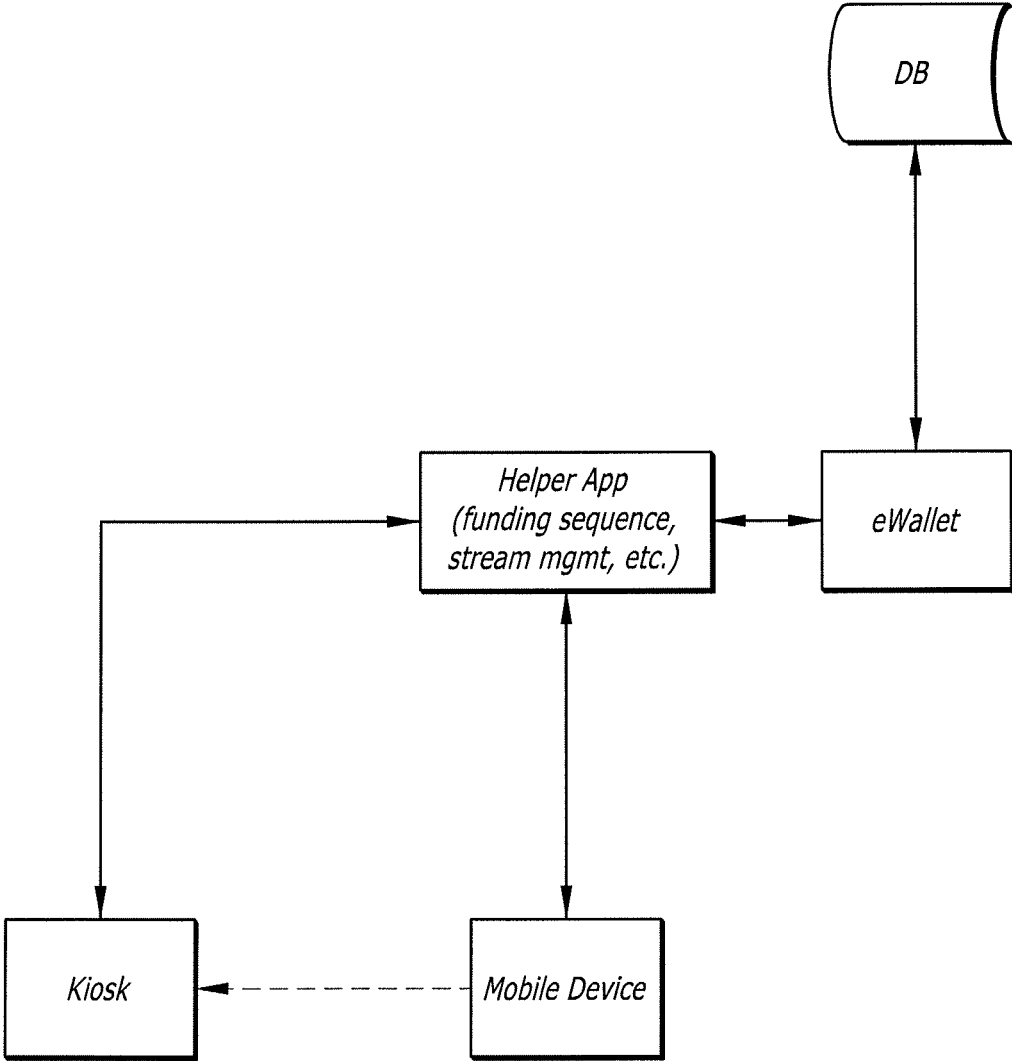 DB
Helper App
(funding sequence,
stream mgmt, etc.)
eWallet
Kiosk
Mobile Device